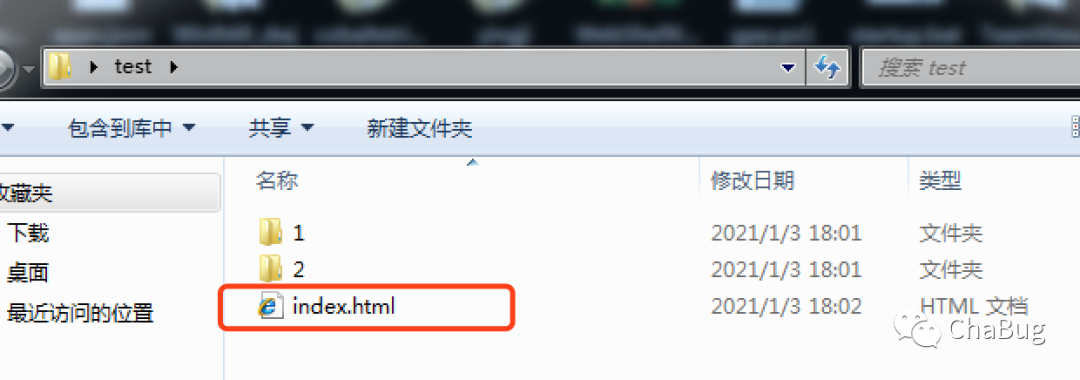 test
搜索 test
包含到库中 共享 新建文件夹
名称 修改日期 类型
收藏夹
下载
桌面
最近访问的位置
1 2021/1/3 18:01 文件夹
2 2021/1/3 18:01 文件夹
index.html 2021/1/3 18:02 HTML 文档
ChaBug